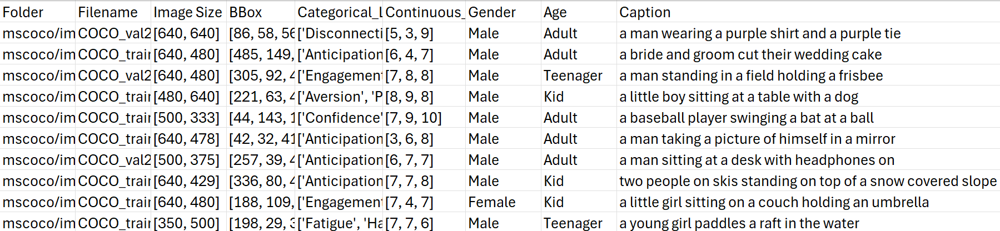 Folder Filename Image Size BBox Categorical_L Continuous_ Gender Age Caption
mscoco/im COCO_val2 [640, 640] [86, 58, 56 ['Disconnecti [5, 3, 9] Male Adult a man wearing a purple shirt and a purple tie
mscoco/im COCO_trair [640, 480] [485, 149, ['Anticipation [6, 4, 7] Male Adult a bride and groom cut their wedding cake
mscoco/im COCO_val2 [640, 480] [305, 92, 4 ['Engagement [7, 8, 8] Male Teenager a man standing in a field holding a frisbee
mscoco/im COCO_trair [480, 640] [221, 63, 4 ['Aversion', 'P [8, 9, 8] Male Kid a little boy sitting at a table with a dog
mscoco/im COCO_trair [500, 333] [44, 143, 1 ['Confidence' [7, 9, 10] Male Adult a baseball player swinging a bat at a ball
mscoco/im COCO_trair [640, 478] [42, 32, 41 ['Anticipation [3, 6, 8] Male Adult a man taking a picture of himself in a mirror
mscoco/im COCO_val2 [500, 375] [257, 39, 4 ['Anticipation [6, 7, 7] Male Adult a man sitting at a desk with headphones on
mscoco/im COCO_trair [640, 429] [336, 80, 4 ['Anticipation [7, 7, 8] Male Kid two people on skis standing on top of a snow covered slope
mscoco/im COCO_trair [640, 480] [188, 109, ['Engagement [7, 4, 7] Female Kid a little girl sitting on a couch holding an umbrella
mscoco/im COCO_trair [350, 500] [198, 29, 3 ['Fatigue', 'Ha [7, 7, 6] Male Teenager a young girl paddles a raft in the water